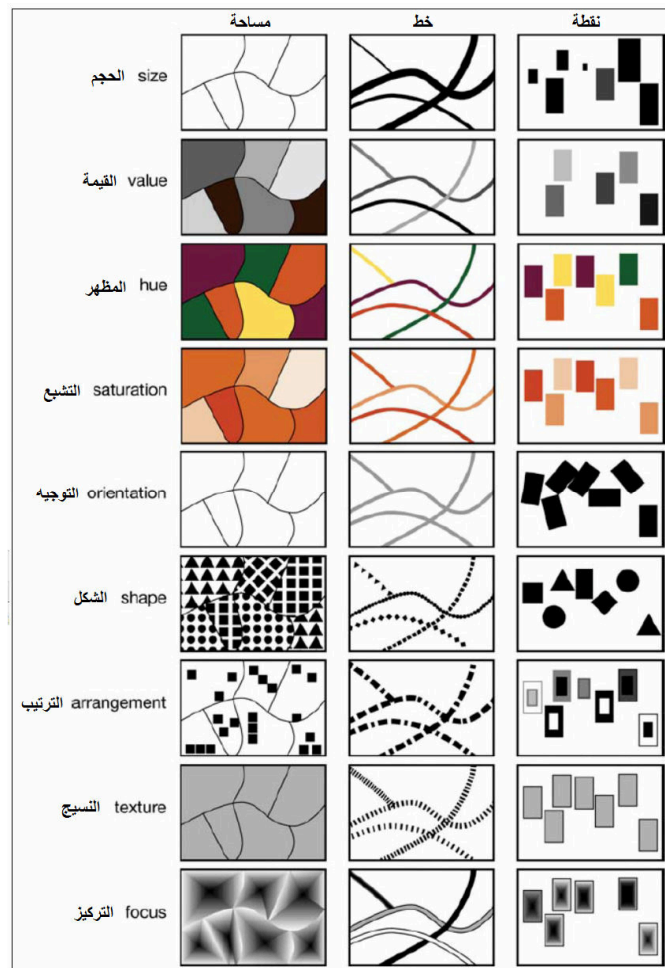 نقطة خط مساحة
الحجم size
القيمة value
المظهر hue
التشبع saturation
التوجيه orientation
الشكل shape
الترتيب arrangement
النسيج texture
التركيز focus